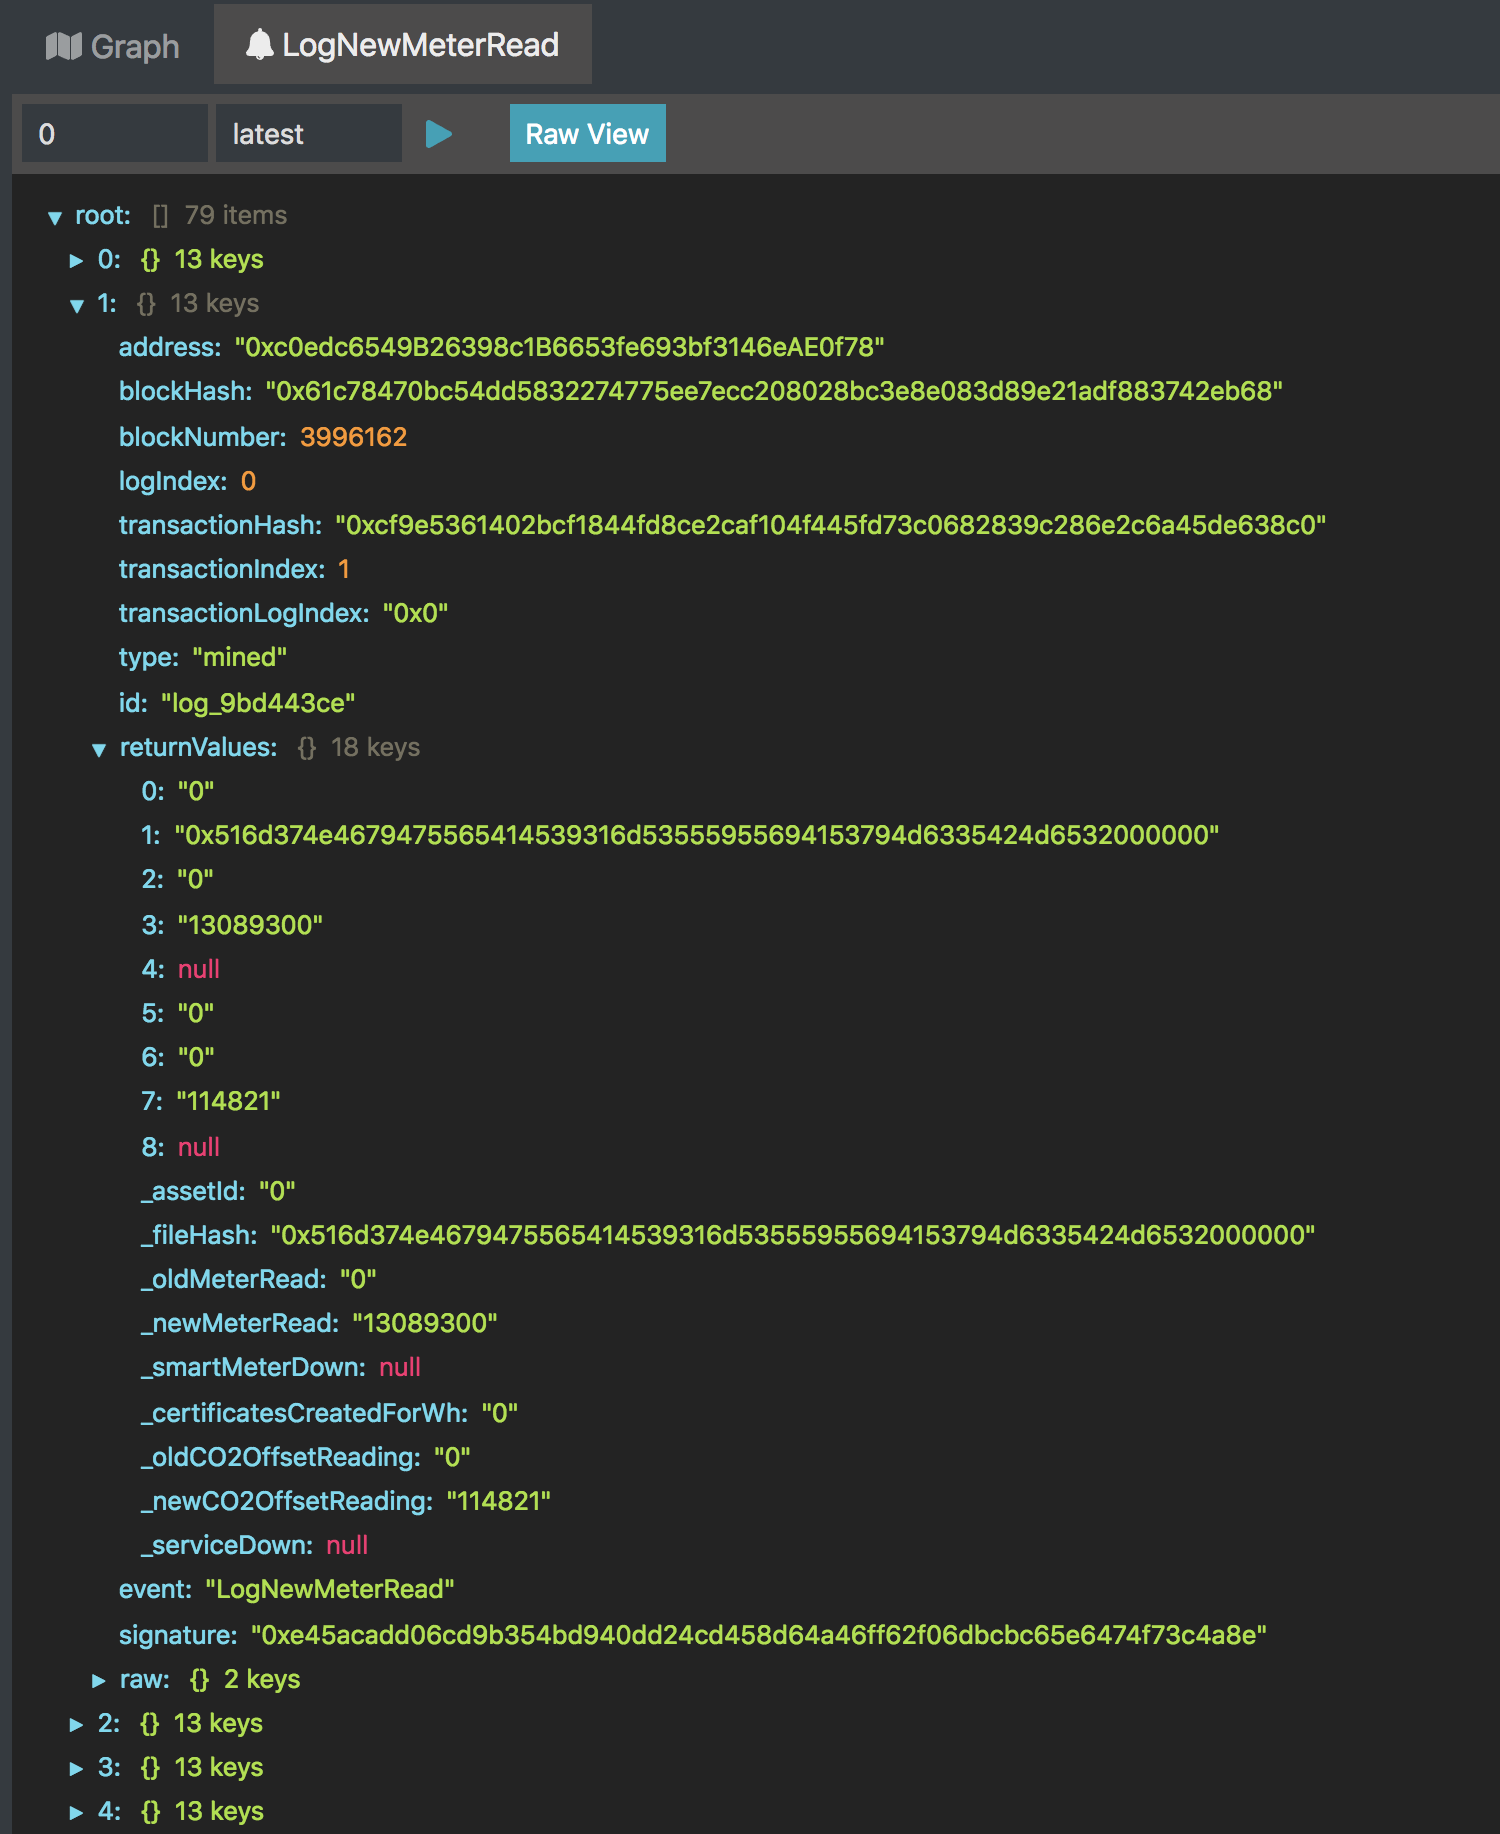 Graph LogNewMeterRead
0 latest Raw View
root: [] 79 items
0: {} 13 keys
1: {} 13 keys
address: "0xc0edc6549B26398c1B6653fe693bf3146eAE0f78"
blockHash: "0x61c78470bc54dd5832274775ee7ecc208028bc3e8e083d89e21adf883742eb68"
blockNumber: 3996162
logIndex: 0
transactionHash: "0xcf9e5361402bcf1844fd8ce2caf104f445fd73c0682839c286e2c6a45de638c0"
transactionIndex: 1
transactionLogIndex: "0x0"
type: "mined"
id: "log_9bd443ce"
returnValues: {} 18 keys
0: "0"
1: "0x516d374e4679475565414539316d53555955694153794d6335424d6532000000"
2: "0"
3: "13089300"
4: null
5: "0"
6: "0"
7: "114821"
8: null
_assetId: "0"
_fileHash: "0x516d374e4679475565414539316d53555955694153794d6335424d6532000000"
_oldMeterRead: "0"
_newMeterRead: "13089300"
_smartMeterDown: null
_certificatesCreatedForWh: "0"
_oldCO2OffsetReading: "0"
_newCO2OffsetReading: "114821"
_serviceDown: null
event: "LogNewMeterRead"
signature: "0xe45acadd06cd9b354bd940dd24cd458d64a46ff62f06dbcbc65e6474f73c4a8e"
raw: {} 2 keys
2: {} 13 keys
3: {} 13 keys
4: {} 13 keys